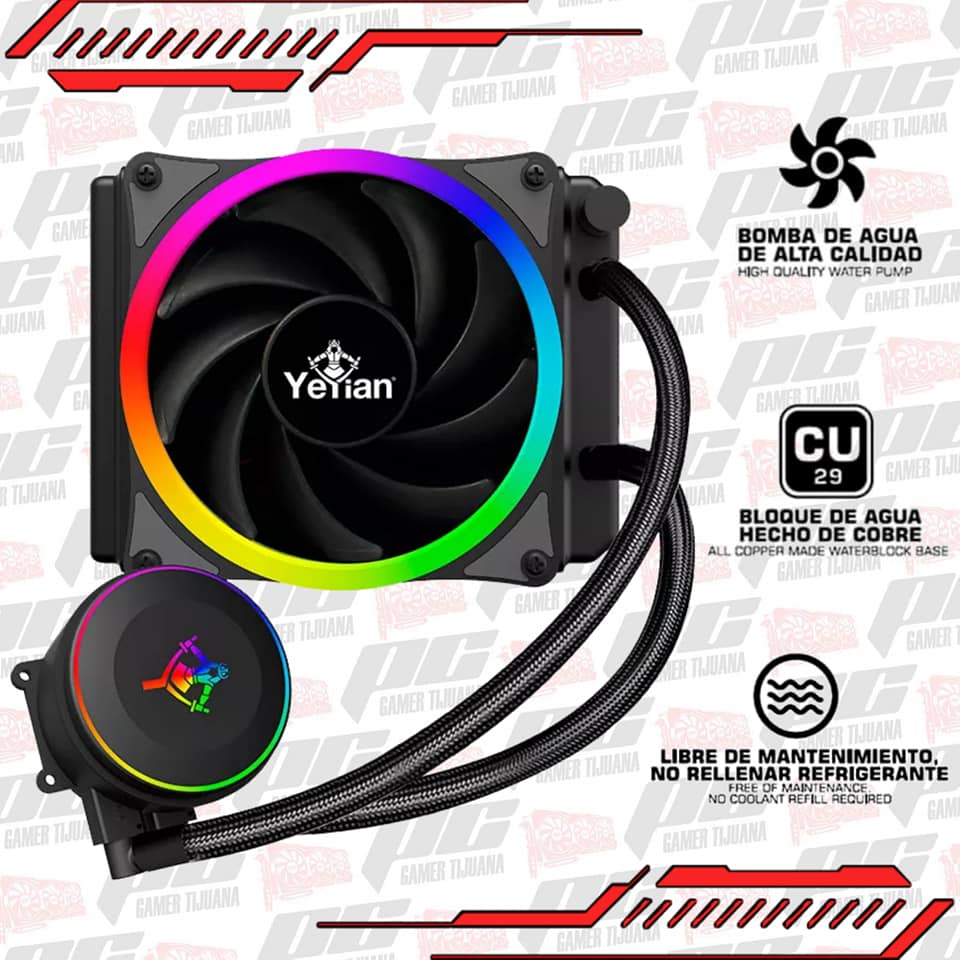 PC
GAMER TIJUANA
YeYian
BOMBA DE AGUA
DE ALTA CALIDAD
HIGH QUALITY WATER PUMP
CU
29
BLOQUE DE AGUA
HECHO DE COBRE
ALL COPPER MADE WATERBLOCK BASE
LIBRE DE MANTENIMIENTO,
NO RELLENAR REFRIGERANTE
FREE OF MAINTENANCE,
NO COOLANT REFILL REQUIRED